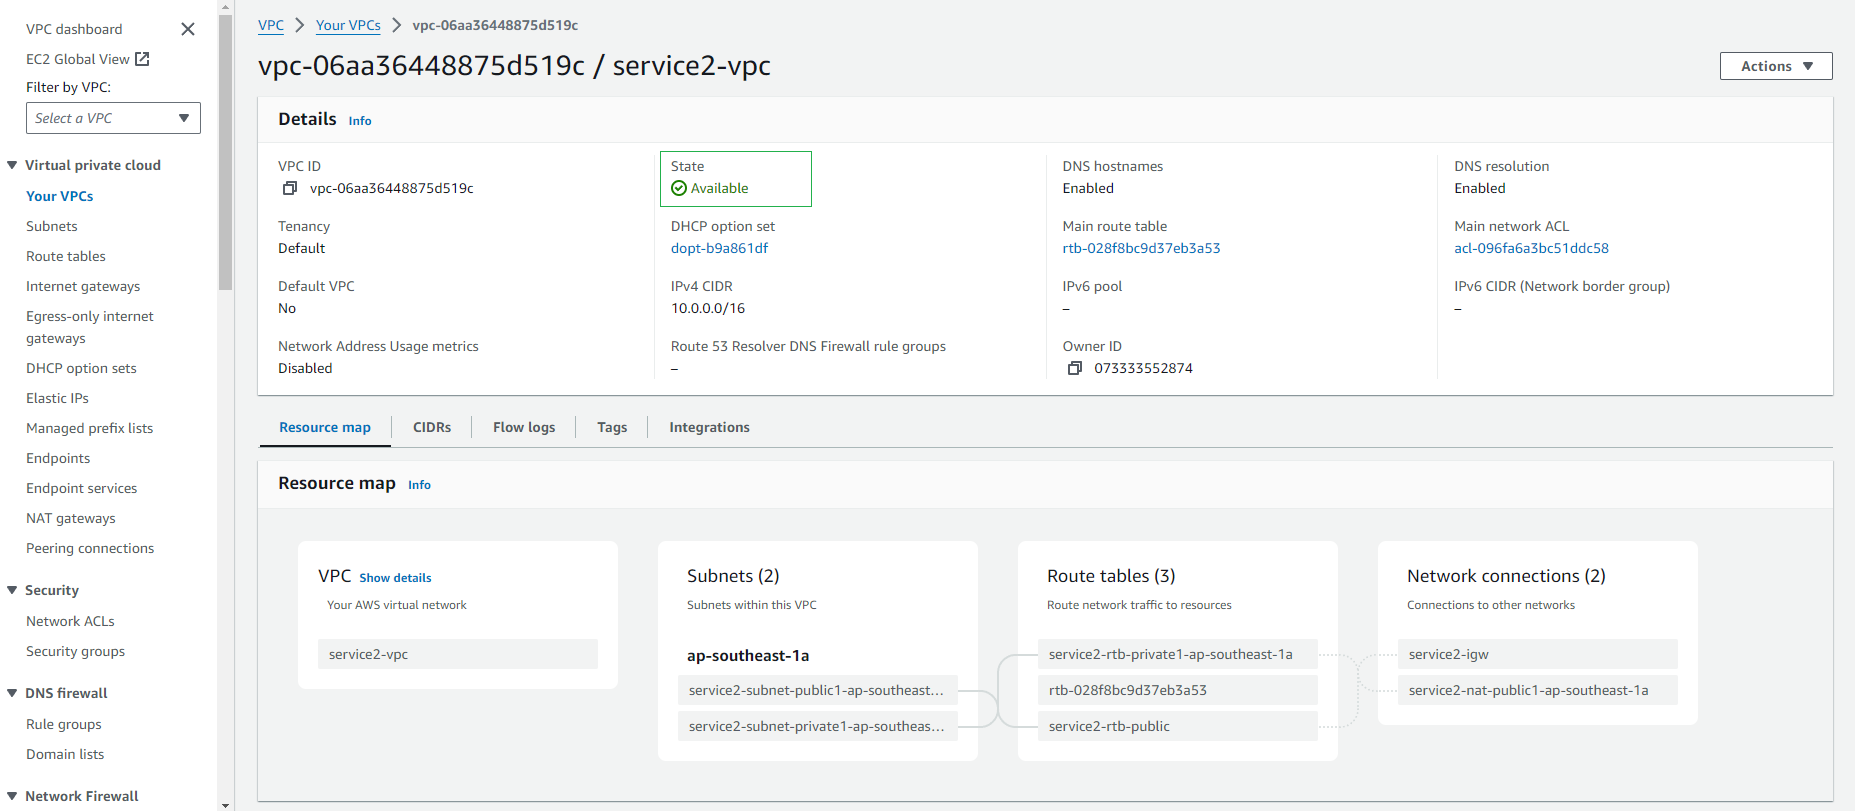 VPC dashboard
EC2 Global View
Filter by VPC:
Select a VPC
Virtual private cloud
Your VPCs
Subnets
Route tables
Internet gateways
Egress-only internet
gateways
DHCP option sets
Elastic IPs
Managed prefix lists
Endpoints
Endpoint services
NAT gateways
Peering connections
Security
Network ACLs
Security groups
DNS firewall
Rule groups
Domain lists
Network Firewall
VPC > Your VPCs > vpc-06aa36448875d519c
vpc-06aa36448875d519c / service2-vpc
Actions
Details Info
VPC ID
vpc-06aa36448875d519c
State
Available
DNS hostnames
Enabled
DNS resolution
Enabled
Tenancy
Default
DHCP option set
dopt-b9a861df
Main route table
rtb-028f8bc9d37eb3a53
Main network ACL
acl-096fa6a3bc51ddc58
Default VPC
No
IPv4 CIDR
10.0.0.0/16
IPv6 pool
–
IPv6 CIDR (Network border group)
–
Network Address Usage metrics
Disabled
Route 53 Resolver DNS Firewall rule groups
–
Owner ID
073333552874
Resource map
CIDRs
Flow logs
Tags
Integrations
Resource map Info
VPC Show details
Your AWS virtual network
service2-vpc
Subnets (2)
Subnets within this VPC
ap-southeast-1a
service2-subnet-public1-ap-southeast...
service2-subnet-private1-ap-southeas...
Route tables (3)
Route network traffic to resources
service2-rtb-private1-ap-southeast-1a
rtb-028f8bc9d37eb3a53
service2-rtb-public
Network connections (2)
Connections to other networks
service2-igw
service2-nat-public1-ap-southeast-1a